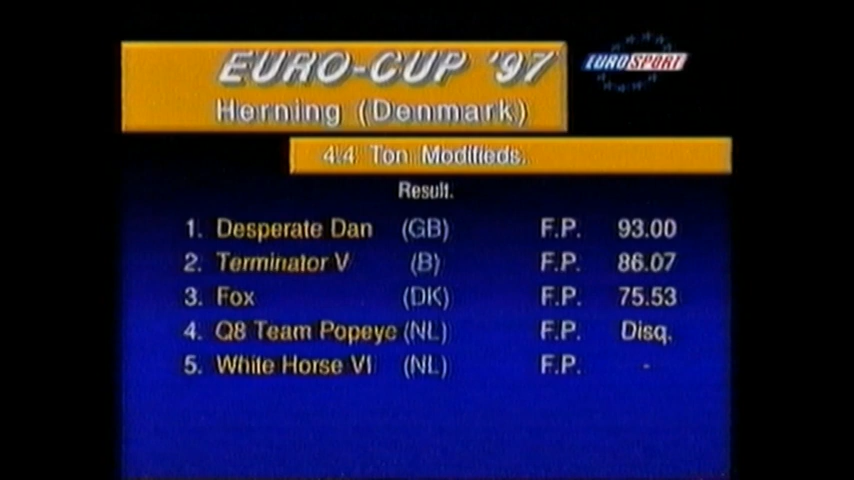 EURO-CUP '97
EUROSPORT
Herning (Denmark)
4.4 Ton Modifieds.
Result.
1. Desperate Dan (GB) F.P. 93.00
2. Terminator V (B) F.P. 86.07
3. Fox (DK) F.P. 75.53
4. Q8 Team Popeye (NL) F.P. Disq.
5. White Horse VI (NL) F.P. -